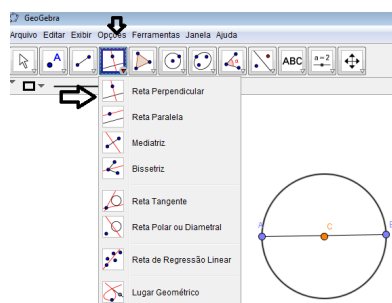 GeoGebra
Arquivo Editar Exibir Opções Ferramentas Janela Ajuda
A ABC a=2
Reta Perpendicular
Reta Paralela
Mediatriz
Bissetriz
Reta Tangente
Reta Polar ou Diametral
Reta de Regressão Linear
Lugar Geométrico
A C